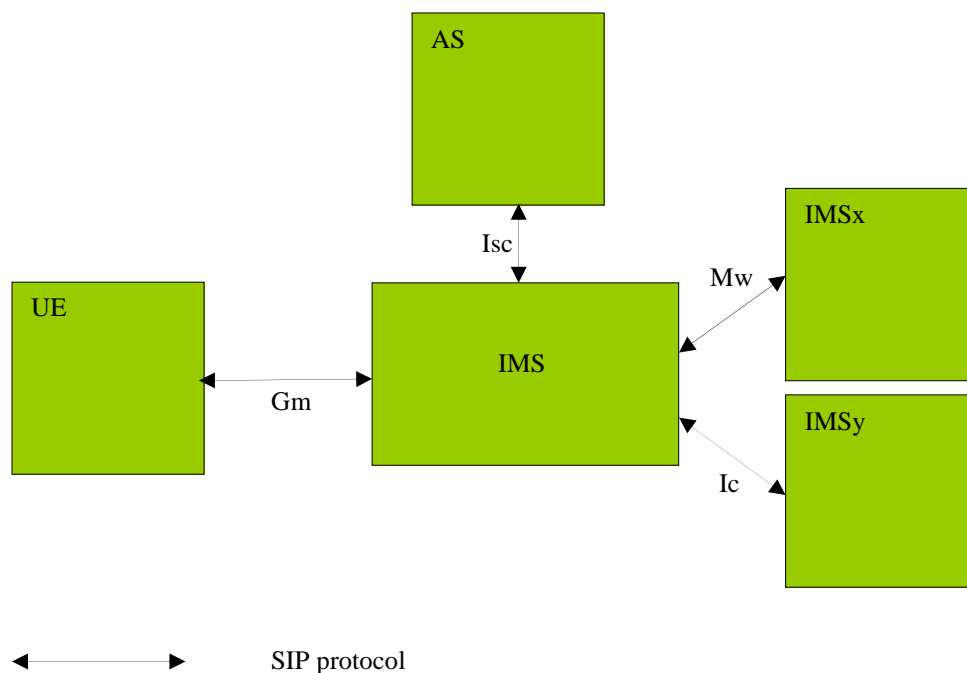 AS
IMSx
Isc
Mw
UE
IMS
Gm
IMSy
Ic
SIP protocol